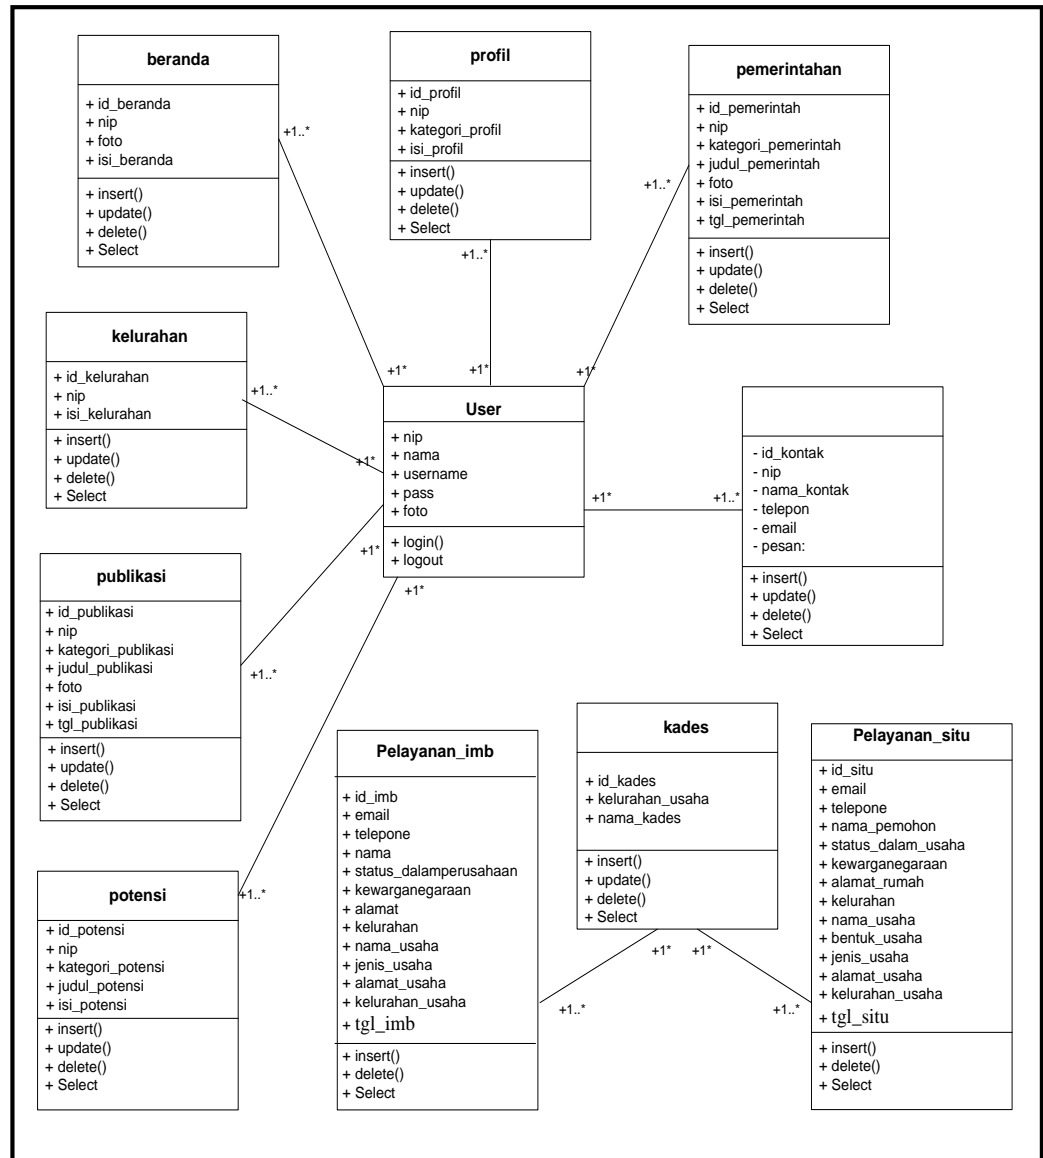 beranda
+ id_beranda
+ nip
+ foto
+ isi_beranda
+ insert()
+ update()
+ delete()
+ Select
+1..*
profil
+ id_profil
+ nip
+ kategori_profil
+ isi_profil
+ insert()
+ update()
+ delete()
+ Select
+1..*
pemerintahan
+ id_pemerintah
+ nip
+ kategori_pemerintah
+ judul_pemerintah
+ foto
+ isi_pemerintah
+ tgl_pemerintah
+ insert()
+ update()
+ delete()
+ Select
+1..*
kelurahan
+ id_kelurahan
+ nip
+ isi_kelurahan
+ insert()
+ update()
+ delete()
+ Select
+1..*
+1*
+1*
+1*
+1*
User
+ nip
+ nama
+ username
+ pass
+ foto
+ login()
+ logout
+1*
+1*
+1*
+1..*
- id_kontak
- nip
- nama_kontak
- telepon
- email
- pesan:
+ insert()
+ update()
+ delete()
+ Select
publikasi
+ id_publikasi
+ nip
+ kategori_publikasi
+ judul_publikasi
+ foto
+ isi_publikasi
+ tgl_publikasi
+ insert()
+ update()
+ delete()
+ Select
+1..*
potensi
+ id_potensi
+ nip
+ kategori_potensi
+ judul_potensi
+ isi_potensi
+ insert()
+ update()
+ delete()
+ Select
+1..*
Pelayanan_imb
+ id_imb
+ email
+ telepone
+ nama
+ status_dalamperusahaan
+ kewarganegaraan
+ alamat
+ kelurahan
+ nama_usaha
+ jenis_usaha
+ alamat_usaha
+ kelurahan_usaha
+ tgl_imb
+ insert()
+ delete()
+ Select
kades
+ id_kades
+ kelurahan_usaha
+ nama_kades
+ insert()
+ update()
+ delete()
+ Select
+1*
+1*
+1..*
+1..*
Pelayanan_situ
+ id_situ
+ email
+ telepone
+ nama_pemohon
+ status_dalam_usaha
+ kewarganegaraan
+ alamat_rumah
+ kelurahan
+ nama_usaha
+ bentuk_usaha
+ jenis_usaha
+ alamat_usaha
+ kelurahan_usaha
+ tgl_situ
+ insert()
+ delete()
+ Select